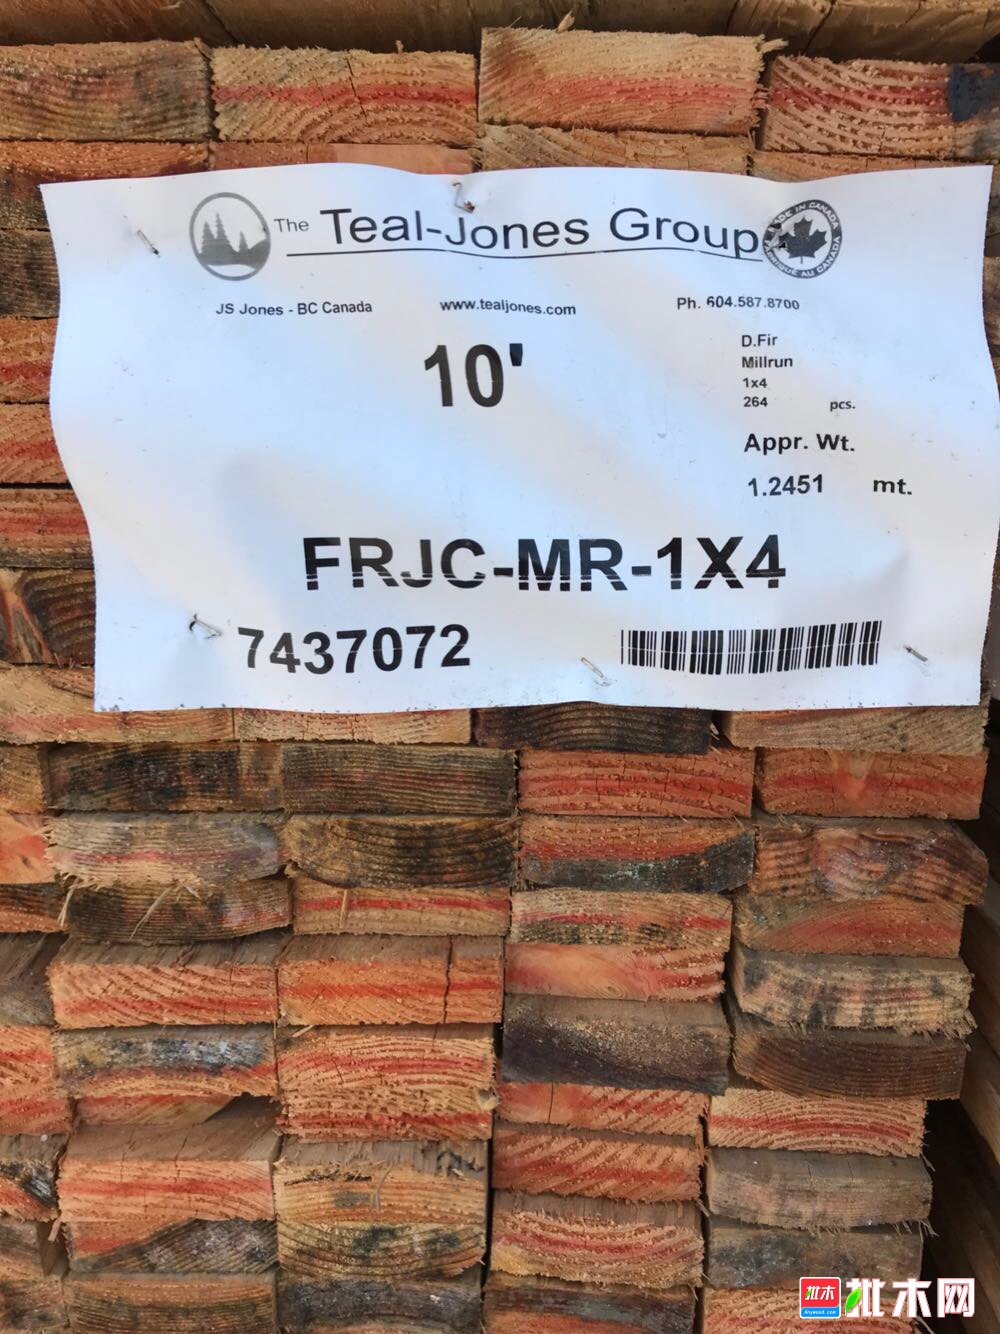 The Teal-Jones Group
MADE IN CANADA
FABRIQUÉ AU CANADA
JS Jones - BC Canada
www.tealjones.com
Ph. 604.587.8700
10'
D.Fir
Millrun
1x4
264 pcs.
Appr. Wt.
1.2451 mt.
FRJC-MR-1X4
7437072
批木
Anywood.com
批木网